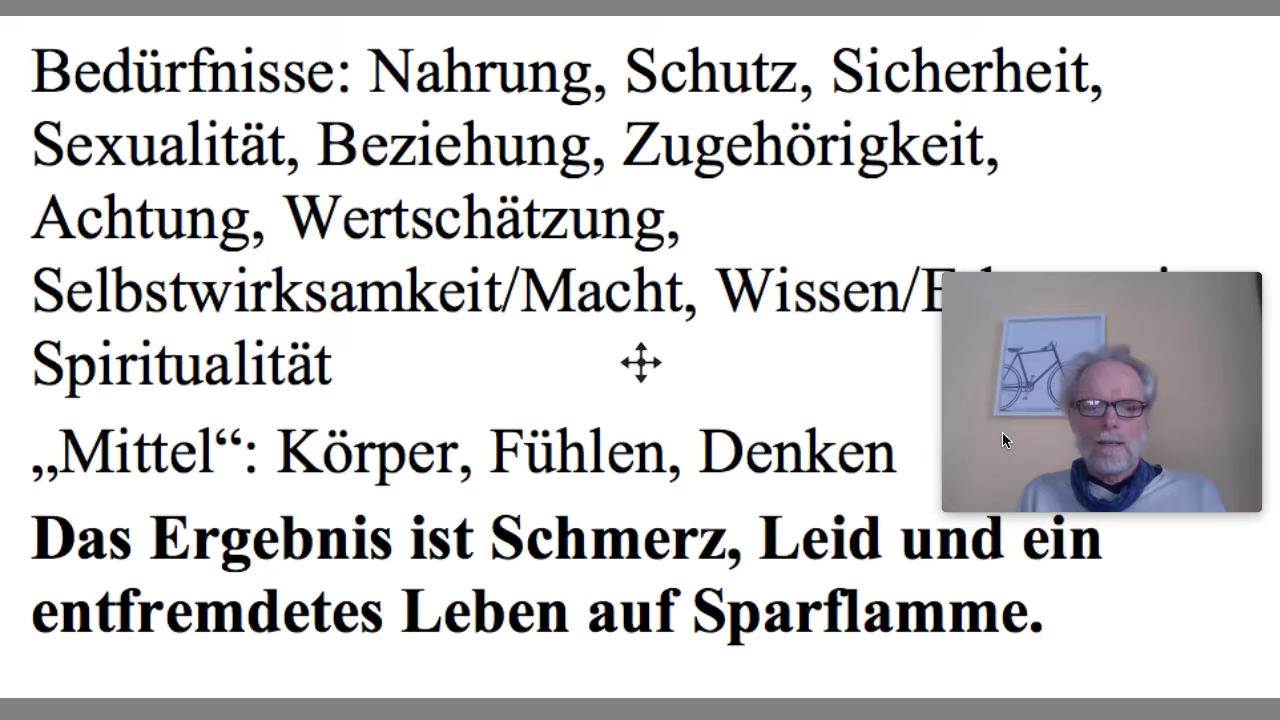 Bedürfnisse: Nahrung, Schutz, Sicherheit,
Sexualität, Beziehung, Zugehörigkeit,
Achtung, Wertschätzung,
Selbstwirksamkeit/Macht, Wissen/
Spiritualität
„Mittel“: Körper, Fühlen, Denken
Das Ergebnis ist Schmerz, Leid und ein
entfremdetes Leben auf Sparflamme.